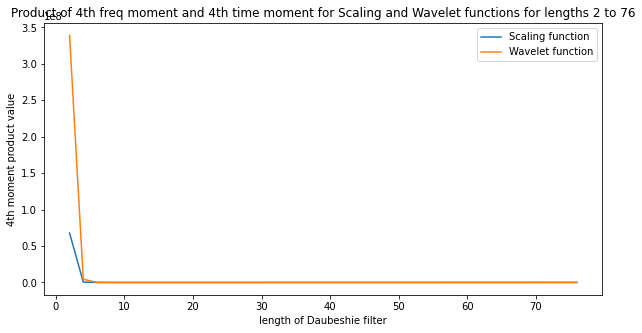 Product of 4th freq moment and 4th time moment for Scaling and Wavelet functions for lengths 2 to 76
1e8
3.5
3.0
2.5
2.0
1.5
1.0
0.5
0.0
4th moment product value
Scaling function
Wavelet function
0 10 20 30 40 50 60 70
length of Daubeshie filter